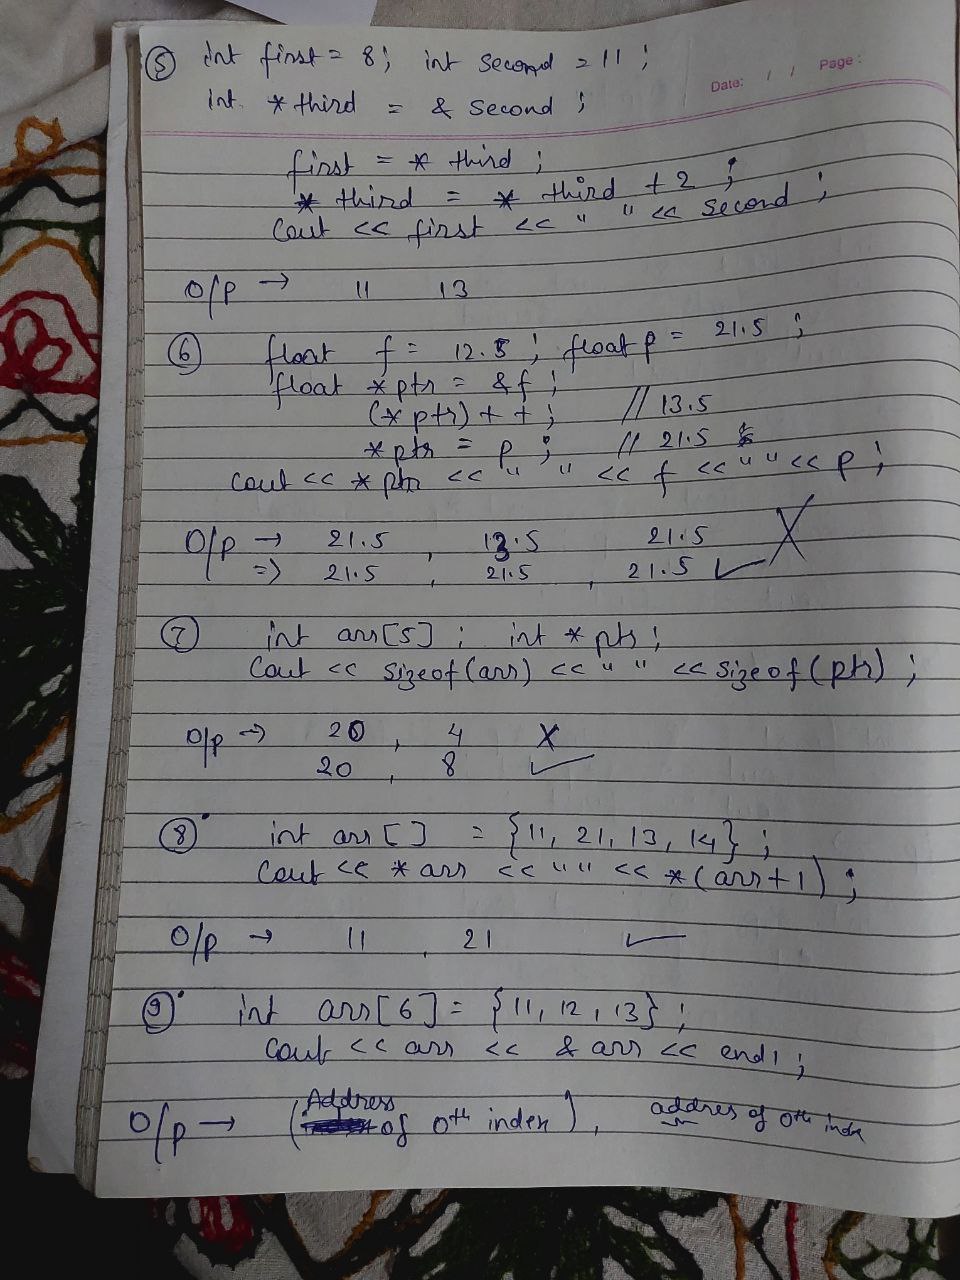 Date: / / Page:
⑤ int first = 8; int second = 11;
int *third = & second;
first = * third;
* third = * third + 2;
Cout << first << " " << second;
O/p → 11 13
⑥ float f = 12.5; float p = 21.5;
float *ptr = &f;
(*ptr)++; // 13.5
*ptr = p; // 21.5
cout << *ptr << " " << f << " " << p;
O/p → 21.5 , 13.5 21.5 X
=> 21.5 , 21.5 , 21.5 ✓
⑦ int arr[5]; int *ptr;
Cout << sizeof(arr) << " " << sizeof(ptr);
O/p → 20 , 4 X
20 , 8 ✓
⑧ int arr[] = {11, 21, 13, 14};
Cout << *arr << " " << *(arr+1);
O/p → 11 , 21 ✓
⑨ int arr[6] = {11, 12, 13};
Cout << arr << &arr << endl;
O/p → (Address of 0th index), addres of 0th indx